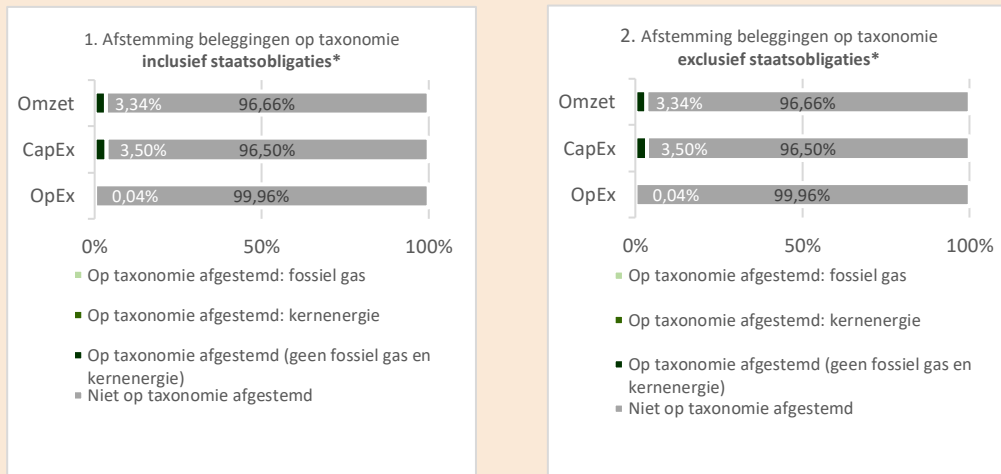 1. Afstemming beleggingen op taxonomie
inclusief staatsobligaties*
Omzet 3,34% 96,66%
CapEx 3,50% 96,50%
OpEx 0,04% 99,96%
0% 50% 100%
Op taxonomie afgestemd: fossiel gas
Op taxonomie afgestemd: kernenergie
Op taxonomie afgestemd (geen fossiel gas en
kernenergie)
Niet op taxonomie afgestemd
2. Afstemming beleggingen op taxonomie
exclusief staatsobligaties*
Omzet 3,34% 96,66%
CapEx 3,50% 96,50%
OpEx 0,04% 99,96%
0% 50% 100%
Op taxonomie afgestemd: fossiel gas
Op taxonomie afgestemd: kernenergie
Op taxonomie afgestemd (geen fossiel gas en
kernenergie)
Niet op taxonomie afgestemd